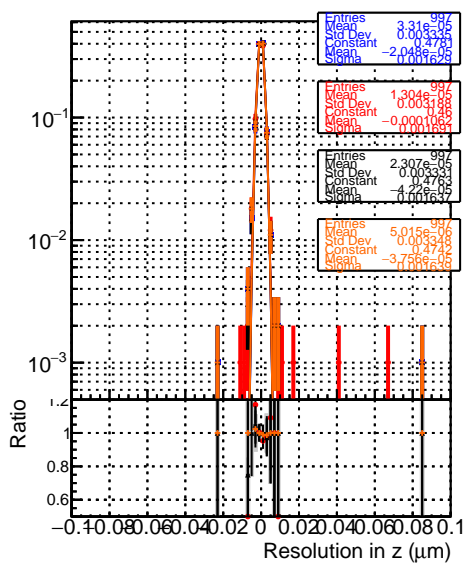 Entries 997
Mean 3.31e-05
Std Dev 0.003335
Constant 0.4781
Mean −2.048e-05
Sigma 0.001629
Entries 997
Mean 1.304e-05
Std Dev 0.003188
Constant 0.46
Mean −0.0001062
Sigma 0.001691
Entries 997
Mean 2.307e-05
Std Dev 0.003331
Constant 0.4763
Mean −4.22e-05
Sigma 0.001637
Entries 997
Mean 5.015e-06
Std Dev 0.003348
Constant 0.4742
Mean −3.756e-05
Sigma 0.001639
10−1
10−2
10−3
Ratio
1.2
1
0.8
0.6
−0.1 −0.08 −0.06 −0.04 −0.02 0 0.02 0.04 0.06 0.08 0.1
Resolution in z (μm)